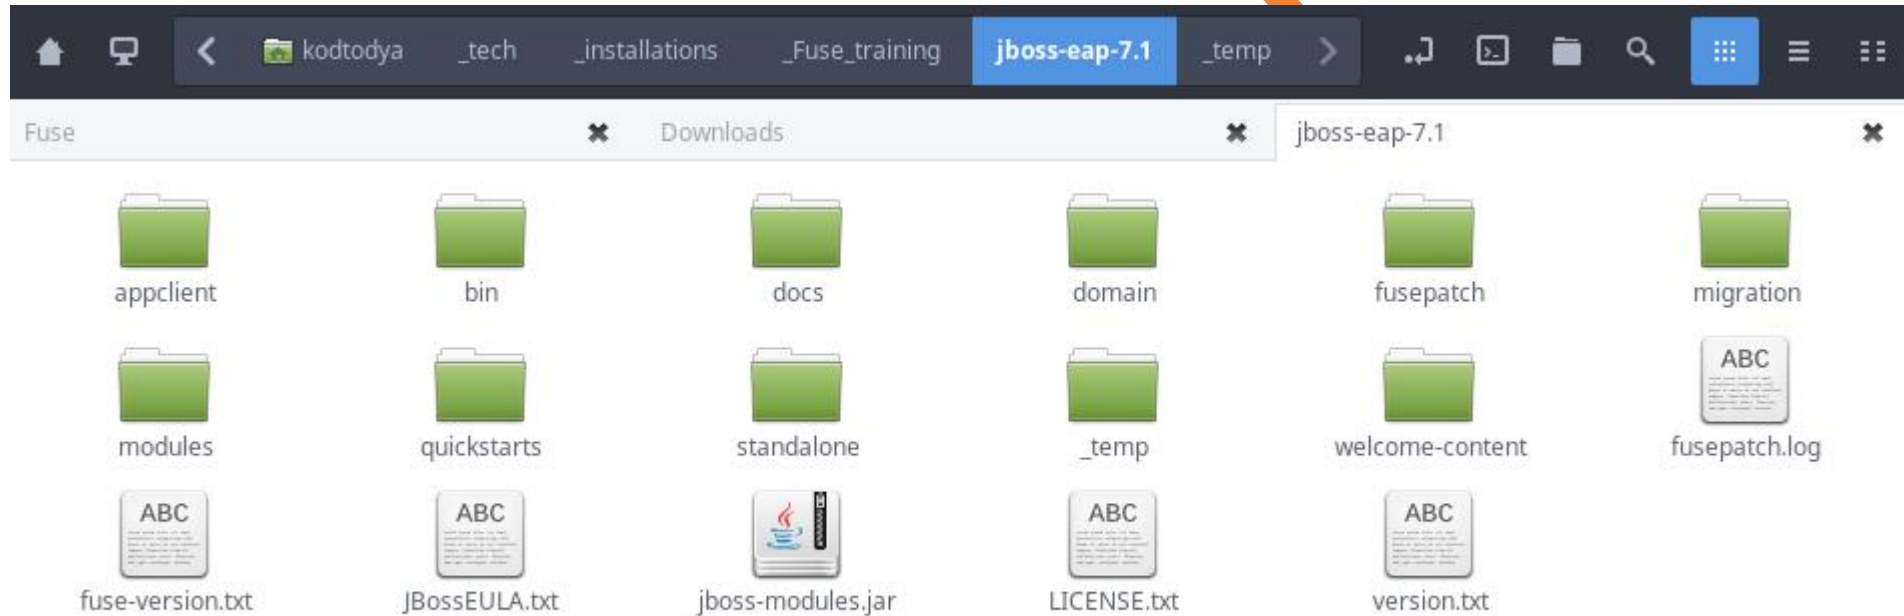 kodtodya _tech _installations _Fuse_training jboss-eap-7.1 _temp
Fuse Downloads jboss-eap-7.1
appclient bin docs domain fusepatch migration
ABC
modules quickstarts standalone _temp welcome-content fusepatch.log
ABC ABC ABC ABC
fuse-version.txt JBossEULA.txt jboss-modules.jar LICENSE.txt version.txt